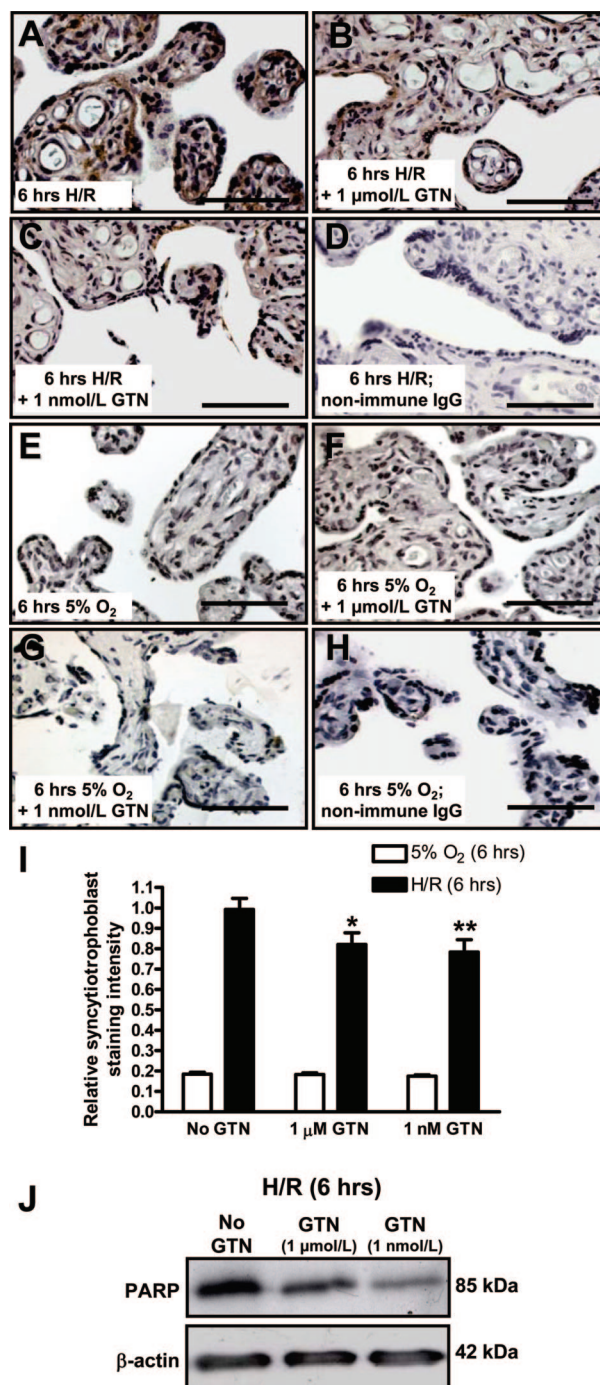 A
6 hrs H/R
B
6 hrs H/R
+ 1 µmol/L GTN
C
6 hrs H/R
+ 1 nmol/L GTN
D
6 hrs H/R;
non-immune IgG
E
6 hrs 5% O₂
F
6 hrs 5% O₂
+ 1 µmol/L GTN
G
6 hrs 5% O₂
+ 1 nmol/L GTN
H
6 hrs 5% O₂;
non-immune IgG
I
5% O₂ (6 hrs)
H/R (6 hrs)
Relative syncytiotrophoblast
staining intensity
1.1
1.0
0.9
0.8
0.7
0.6
0.5
0.4
0.3
0.2
0.1
0.0
*
**
No GTN
1 µM GTN
1 nM GTN
J
H/R (6 hrs)
No
GTN
GTN
(1 µmol/L)
GTN
(1 nmol/L)
PARP
85 kDa
β-actin
42 kDa